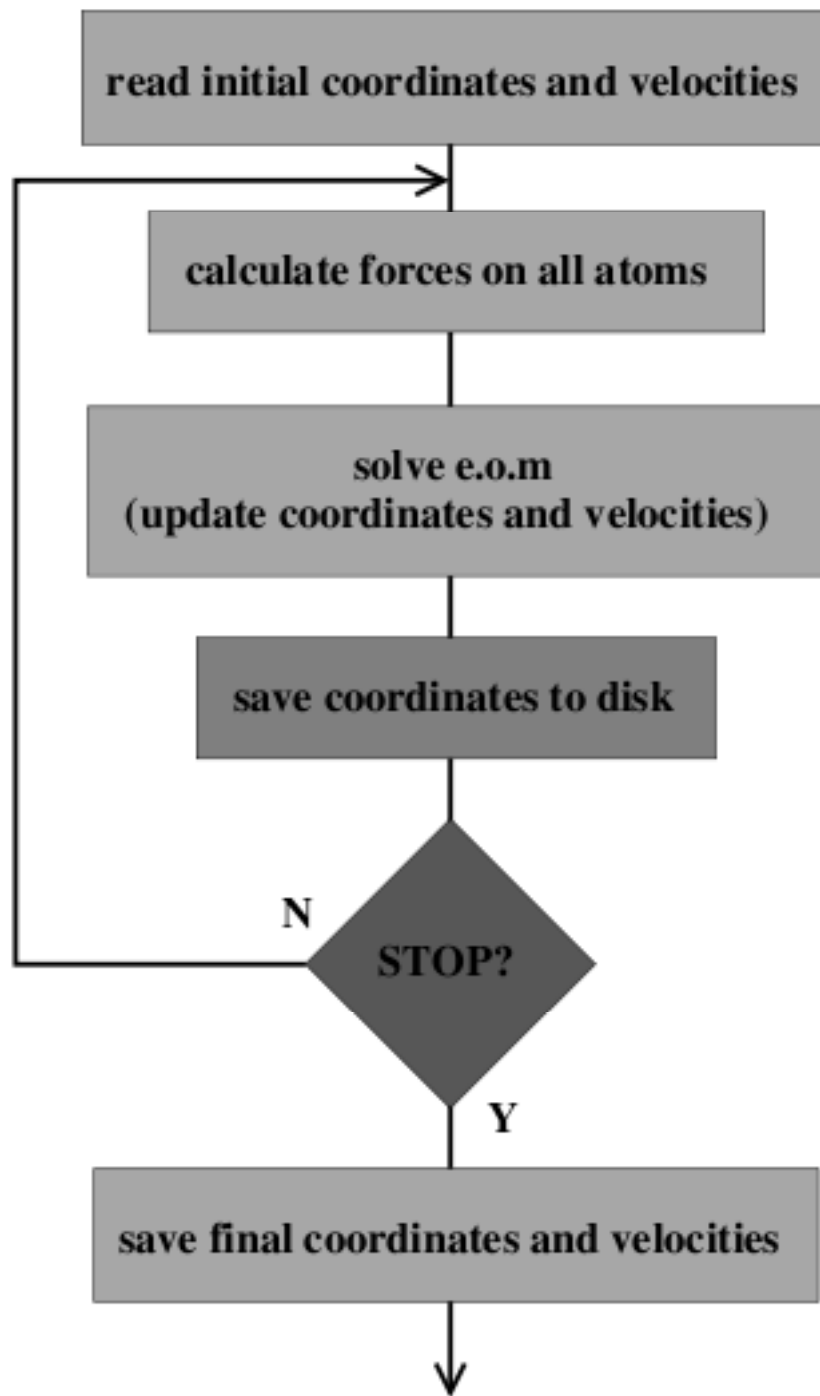 read initial coordinates and velocities
calculate forces on all atoms
solve e.o.m
(update coordinates and velocities)
save coordinates to disk
N
STOP?
Y
save final coordinates and velocities